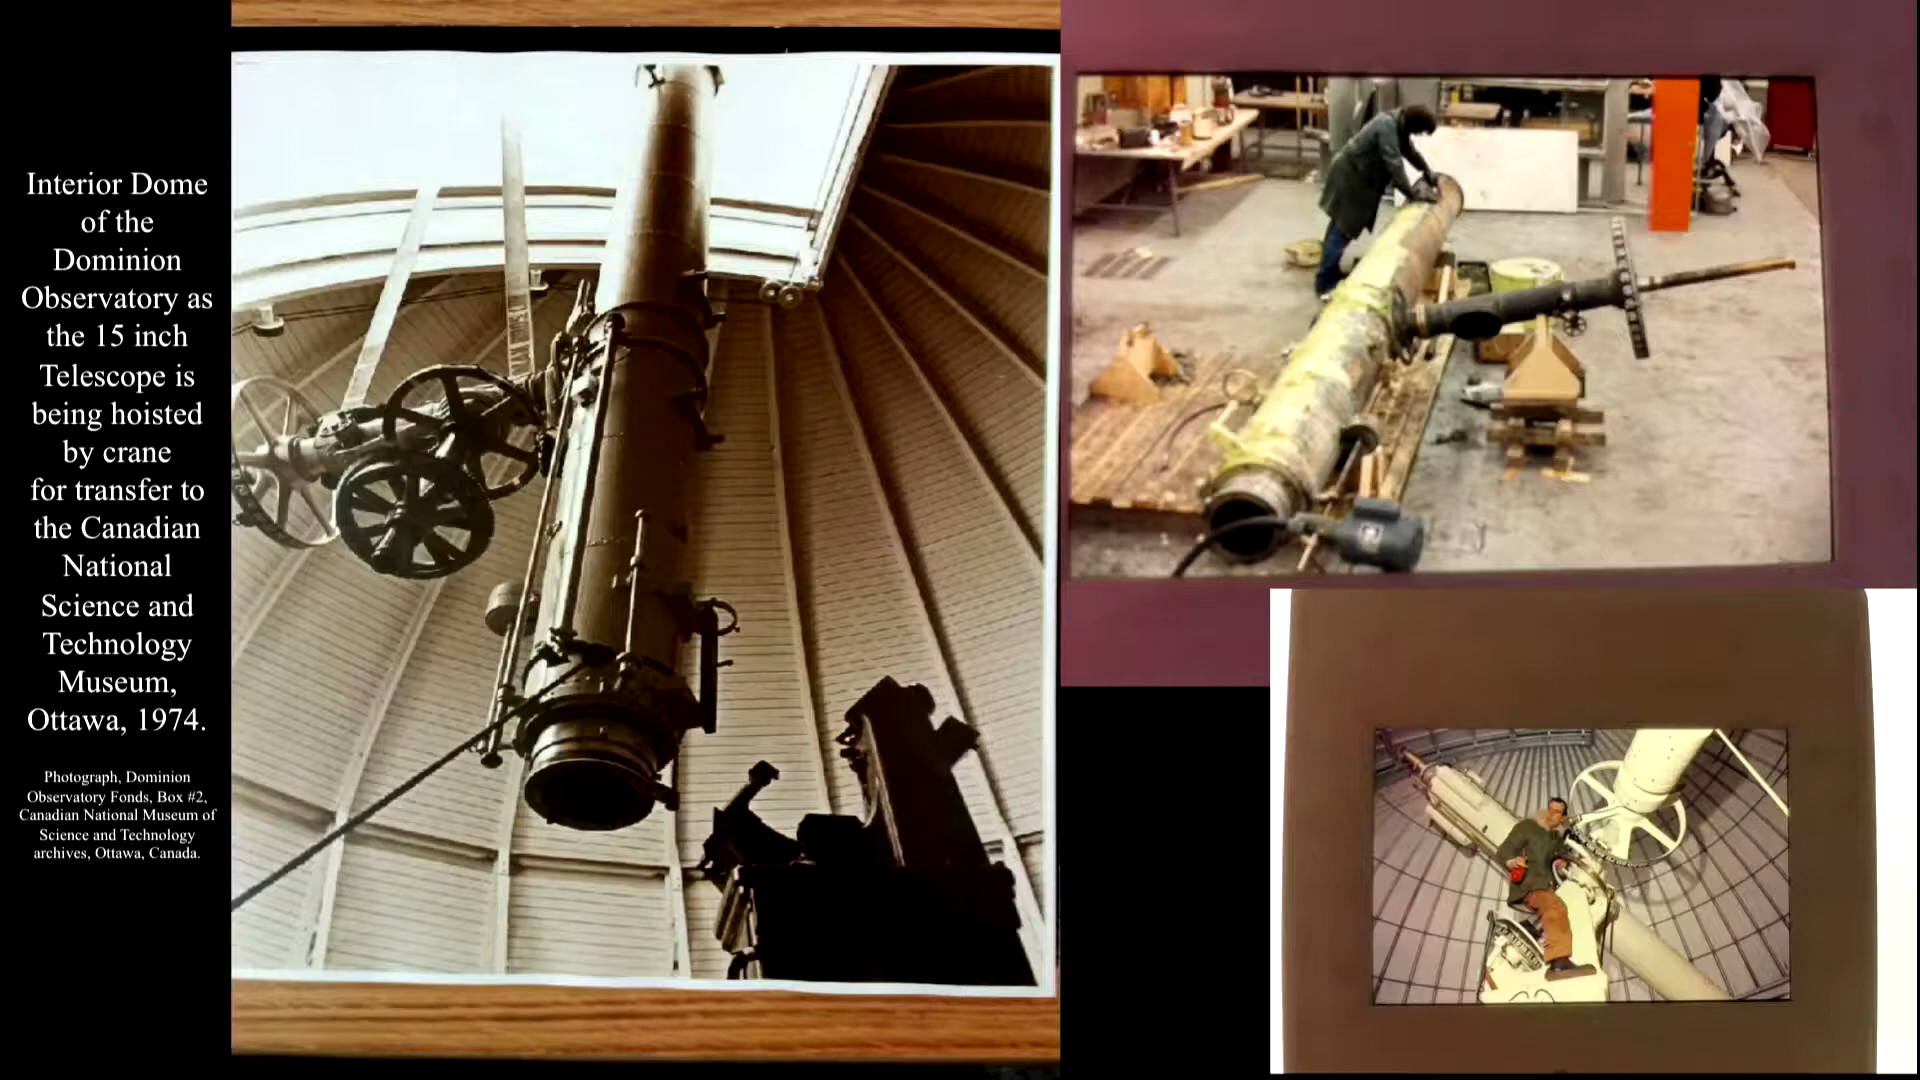 Interior Dome
of the
Dominion
Observatory as
the 15 inch
Telescope is
being hoisted
by crane
for transfer to
the Canadian
National
Science and
Technology
Museum,
Ottawa, 1974.
Photograph, Dominion
Observatory Fonds, Box #2,
Canadian National Museum of
Science and Technology
archives, Ottawa, Canada.